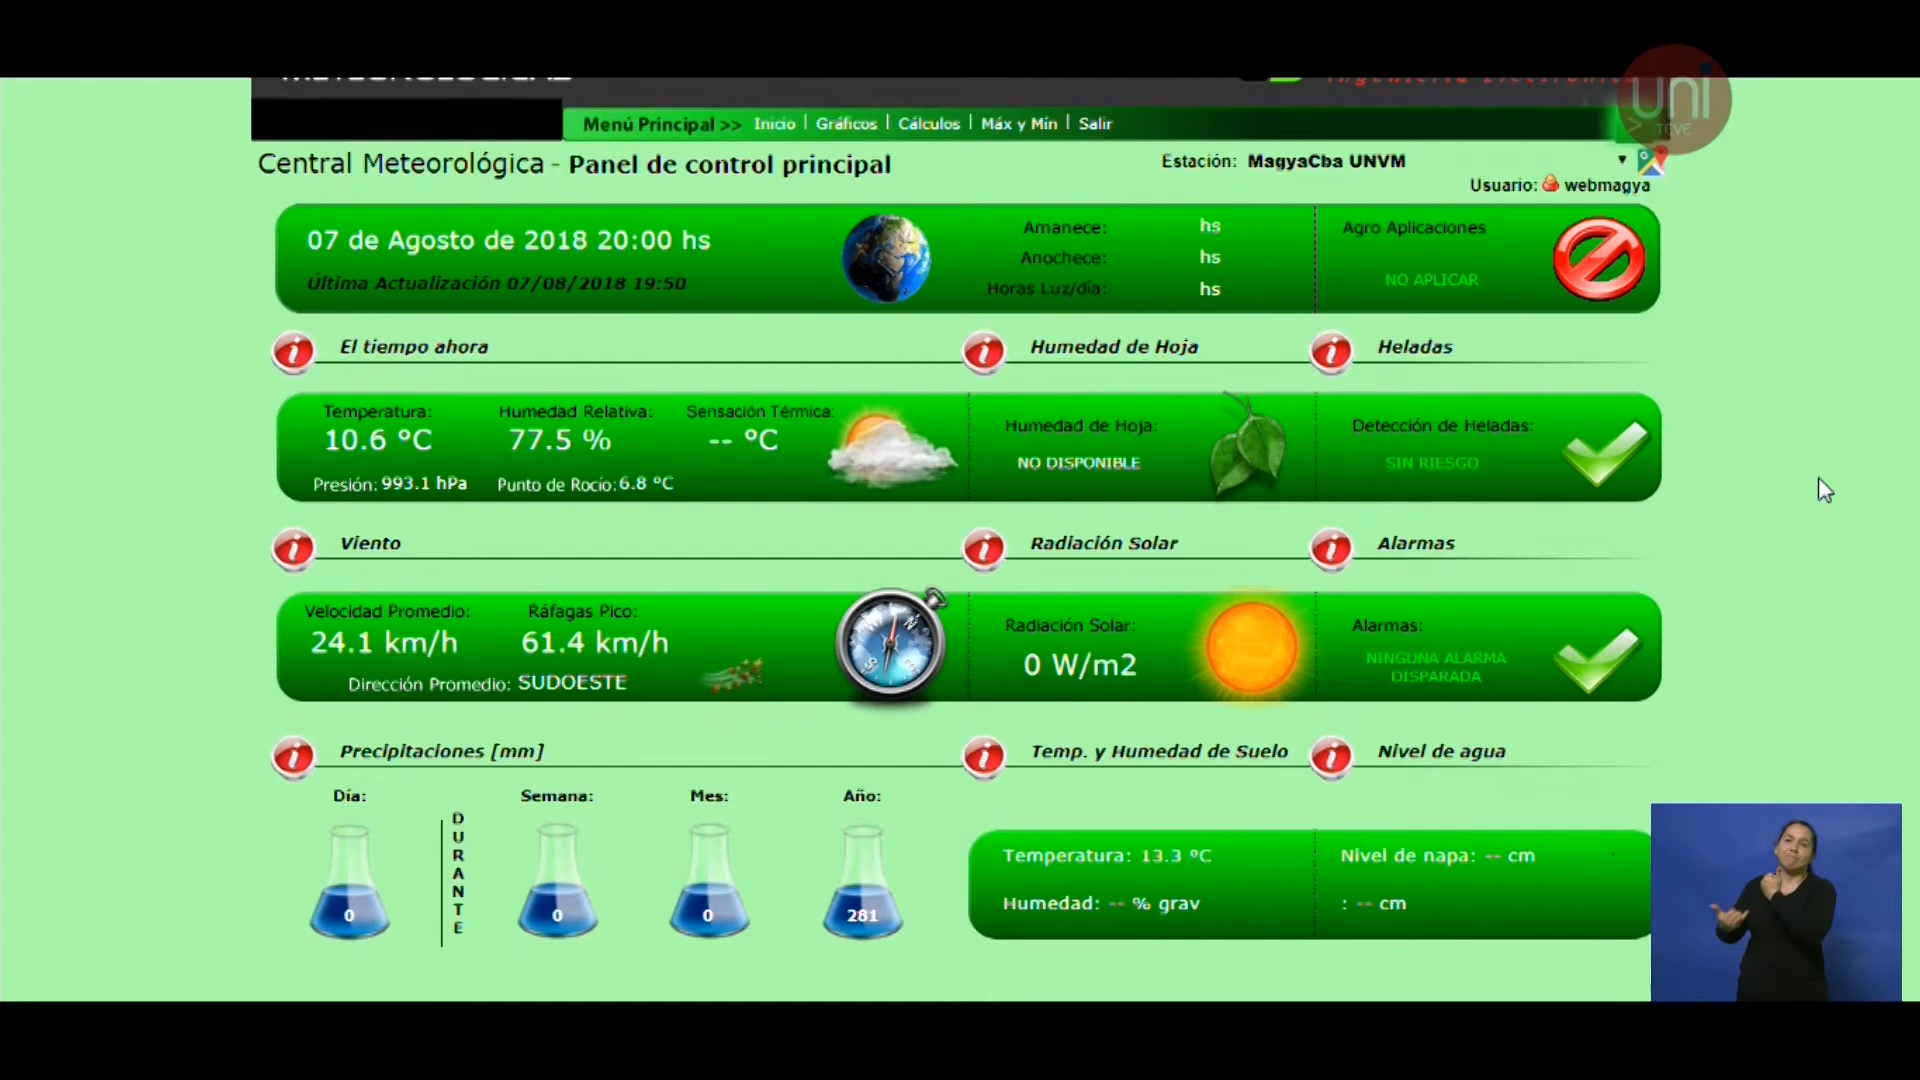 uni
TEVE
Menú Principal >> Inicio | Gráficos | Cálculos | Máx y Mín | Salir
Central Meteorológica - Panel de control principal
Estación: MagyaCba UNVM
Usuario: webmagya
07 de Agosto de 2018 20:00 hs
Última Actualización 07/08/2018 19:50
Amanece: hs
Anochece: hs
Horas Luz/día: hs
Agro Aplicaciones
NO APLICAR
El tiempo ahora
Humedad de Hoja
Heladas
Temperatura: Humedad Relativa: Sensación Térmica:
10.6 ºC 77.5 % -- ºC
Presión: 993.1 hPa Punto de Rocío: 6.8 ºC
Humedad de Hoja:
NO DISPONIBLE
Detección de Heladas:
SIN RIESGO
Viento
Radiación Solar
Alarmas
Velocidad Promedio: Ráfagas Pico:
24.1 km/h 61.4 km/h
Dirección Promedio: SUDOESTE
Radiación Solar:
0 W/m2
Alarmas:
NINGUNA ALARMA
DISPARADA
Precipitaciones [mm]
Temp. y Humedad de Suelo
Nivel de agua
Día: Semana: Mes: Año:
DURANTE
0 0 0 281
Temperatura: 13.3 ºC
Humedad: -- % grav
Nivel de napa: -- cm
: -- cm